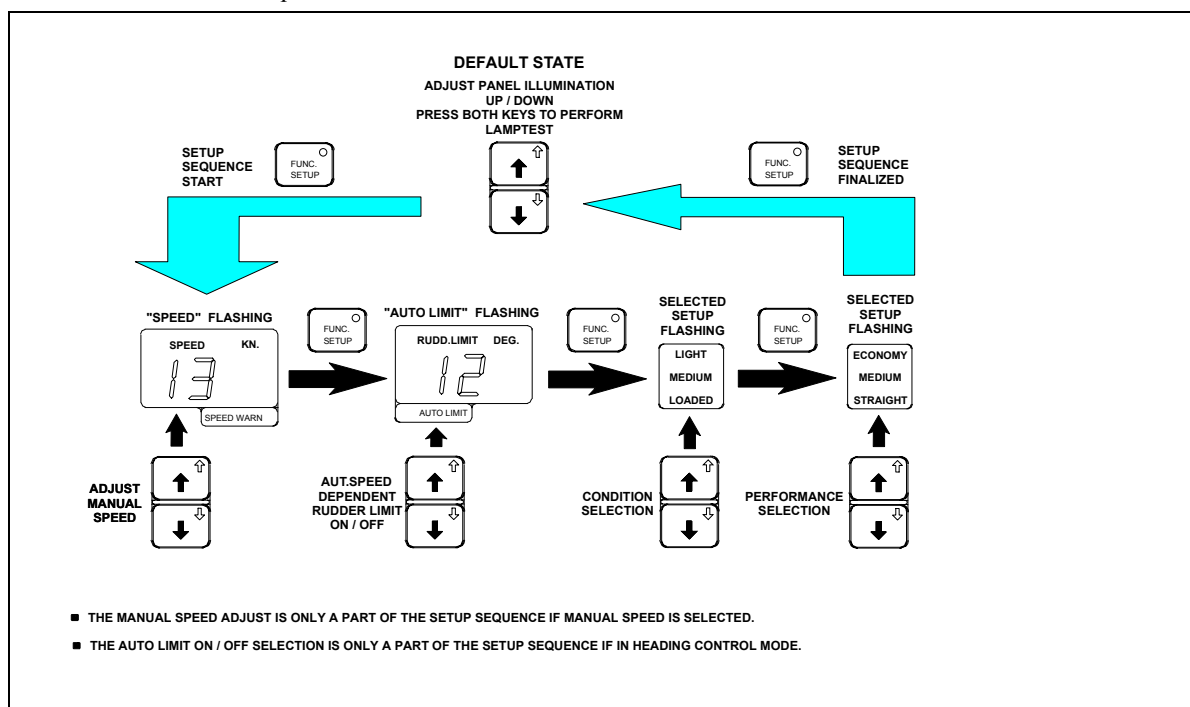 DEFAULT STATE
ADJUST PANEL ILLUMINATION
UP / DOWN
PRESS BOTH KEYS TO PERFORM
LAMPTEST
SETUP
SEQUENCE
START
FUNC.
SETUP
FUNC.
SETUP
SETUP
SEQUENCE
FINALIZED
"SPEED" FLASHING
SPEED KN.
13
SPEED WARN
FUNC.
SETUP
"AUTO LIMIT" FLASHING
RUDD.LIMIT DEG.
12
AUTO LIMIT
FUNC.
SETUP
SELECTED
SETUP
FLASHING
LIGHT
MEDIUM
LOADED
FUNC.
SETUP
SELECTED
SETUP
FLASHING
ECONOMY
MEDIUM
STRAIGHT
ADJUST
MANUAL
SPEED
AUT.SPEED
DEPENDENT
RUDDER LIMIT
ON / OFF
CONDITION
SELECTION
PERFORMANCE
SELECTION
THE MANUAL SPEED ADJUST IS ONLY A PART OF THE SETUP SEQUENCE IF MANUAL SPEED IS SELECTED.
THE AUTO LIMIT ON / OFF SELECTION IS ONLY A PART OF THE SETUP SEQUENCE IF IN HEADING CONTROL MODE.